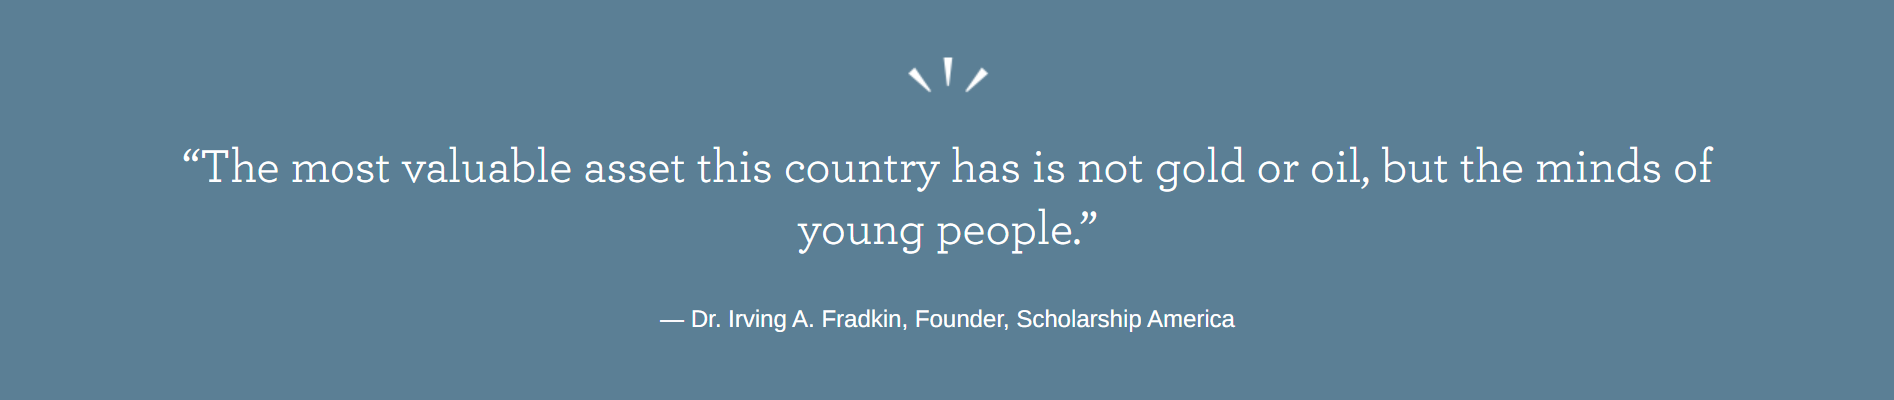 “The most valuable asset this country has is not gold or oil, but the minds of
young people.”
— Dr. Irving A. Fradkin, Founder, Scholarship America